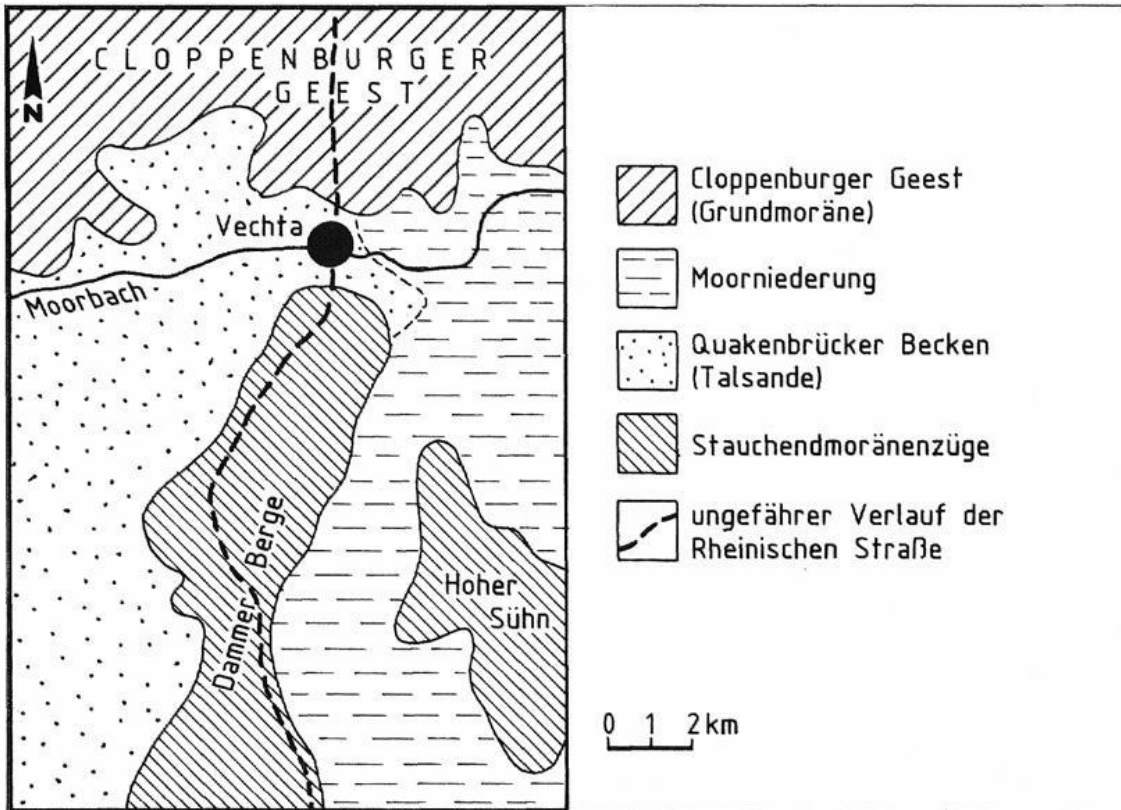 CLOPPENBURGER
GEEST
N
Vechta
Moorbach
Dammer Berge
Hoher
Sühn
Cloppenburger Geest
(Grundmoräne)
Moorniederung
Quakenbrücker Becken
(Talsande)
Stauchendmoränenzüge
ungefährer Verlauf der
Rheinischen Straße
0 1 2 km